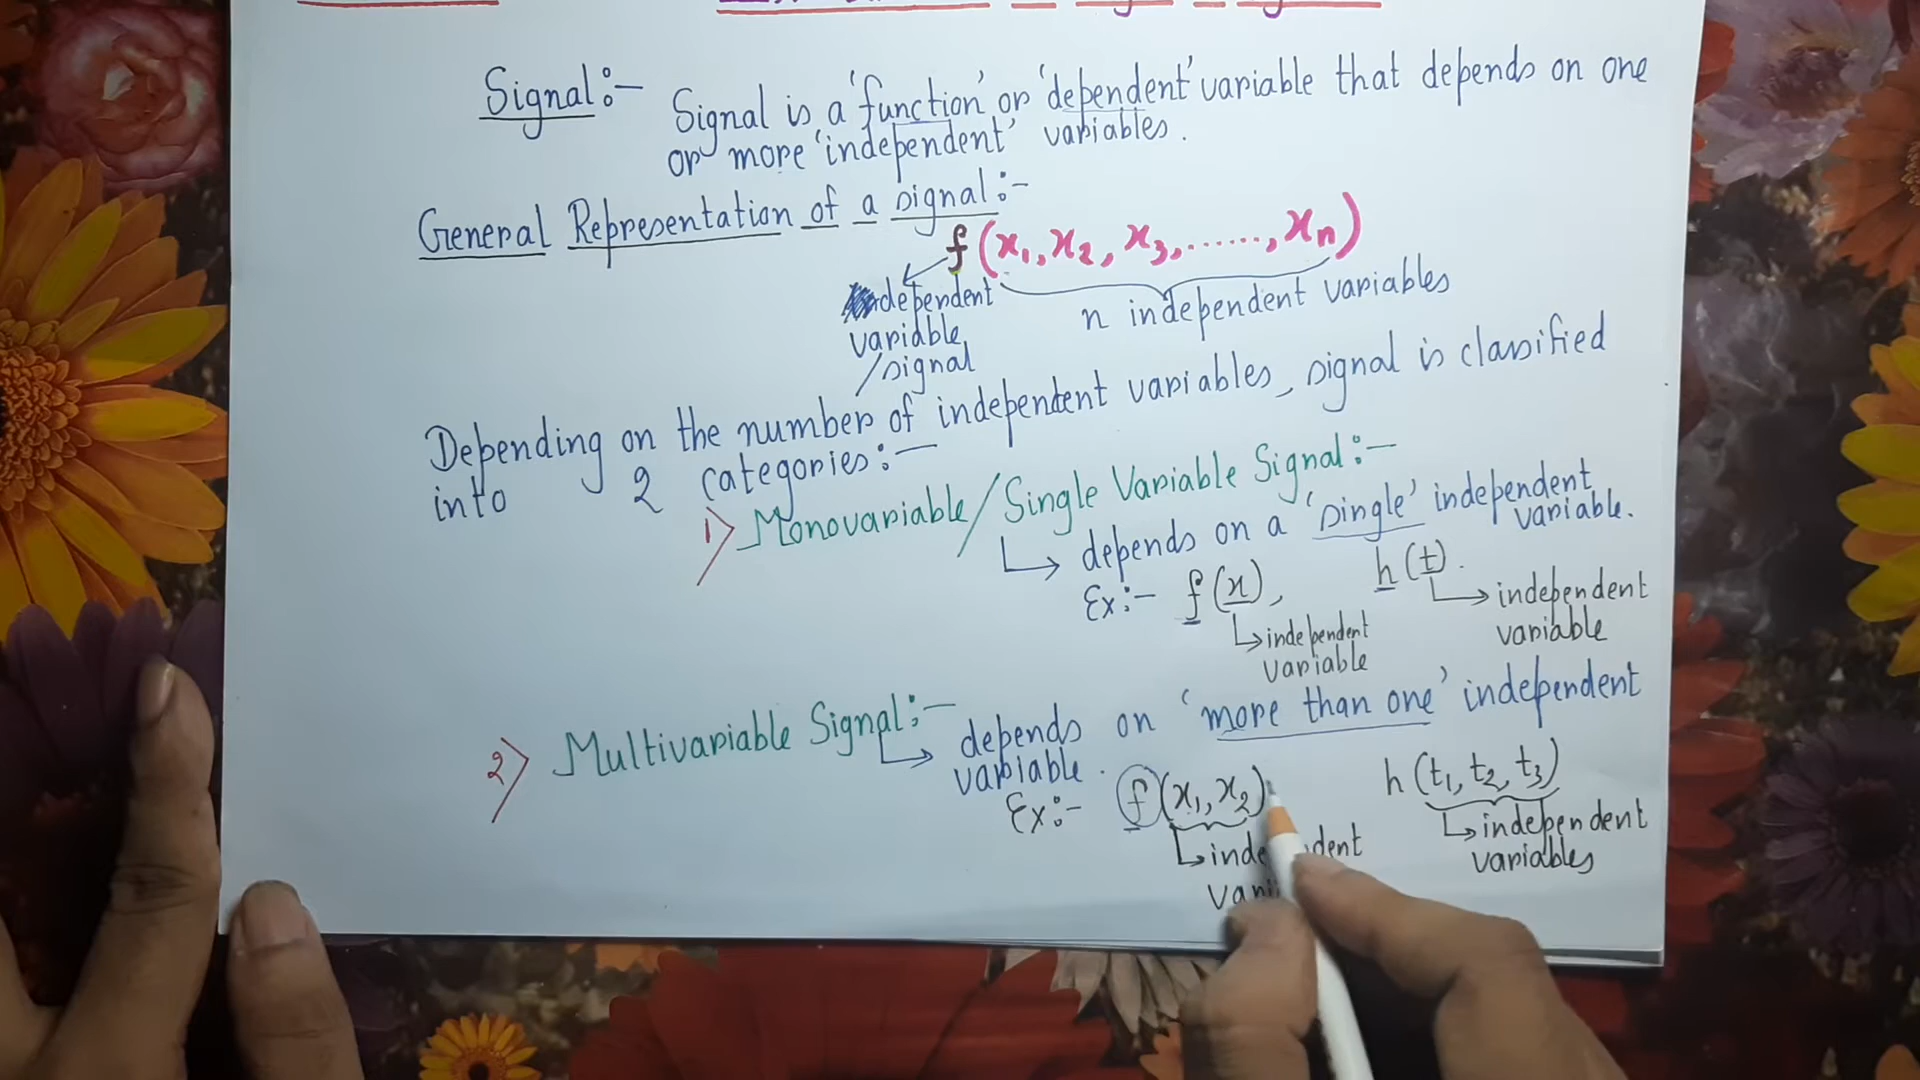 Signal:- Signal is a 'function' or 'dependent' variable that depends on one
or more 'independent' variables.
General Representation of a signal:-
f(x1, x2, x3, ......, xn)
dependent
variable
/signal
n independent variables
Depending on the number of independent variables, signal is classified
into 2 categories:-
1) Monovariable/Single Variable Signal:-
depends on a 'single' independent
variable.
Ex:- f(x), h(t).
independent
variable
independent
variable
2) Multivariable Signal:-
depends on 'more than one' independent
variable.
Ex:- f(x1, x2) h(t1, t2, t3)
independent
variables